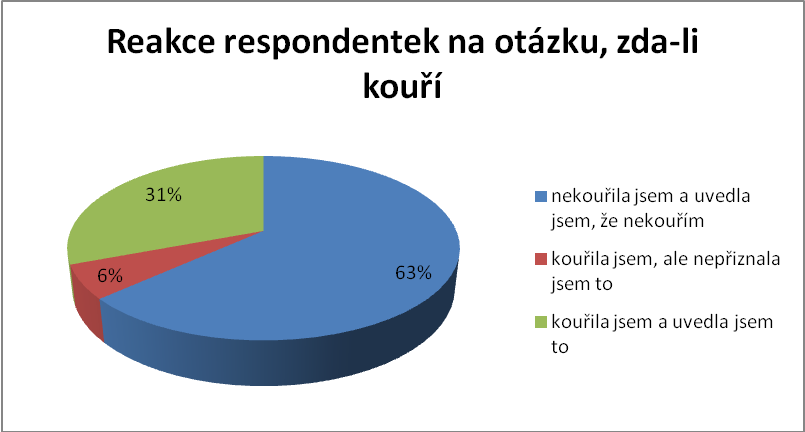 Reakce respondentek na otázku, zda-li
kouří
31%
6%
63%
nekouřila jsem a uvedla
jsem, že nekouřím
kouřila jsem, ale nepřiznala
jsem to
kouřila jsem a uvedla jsem
to